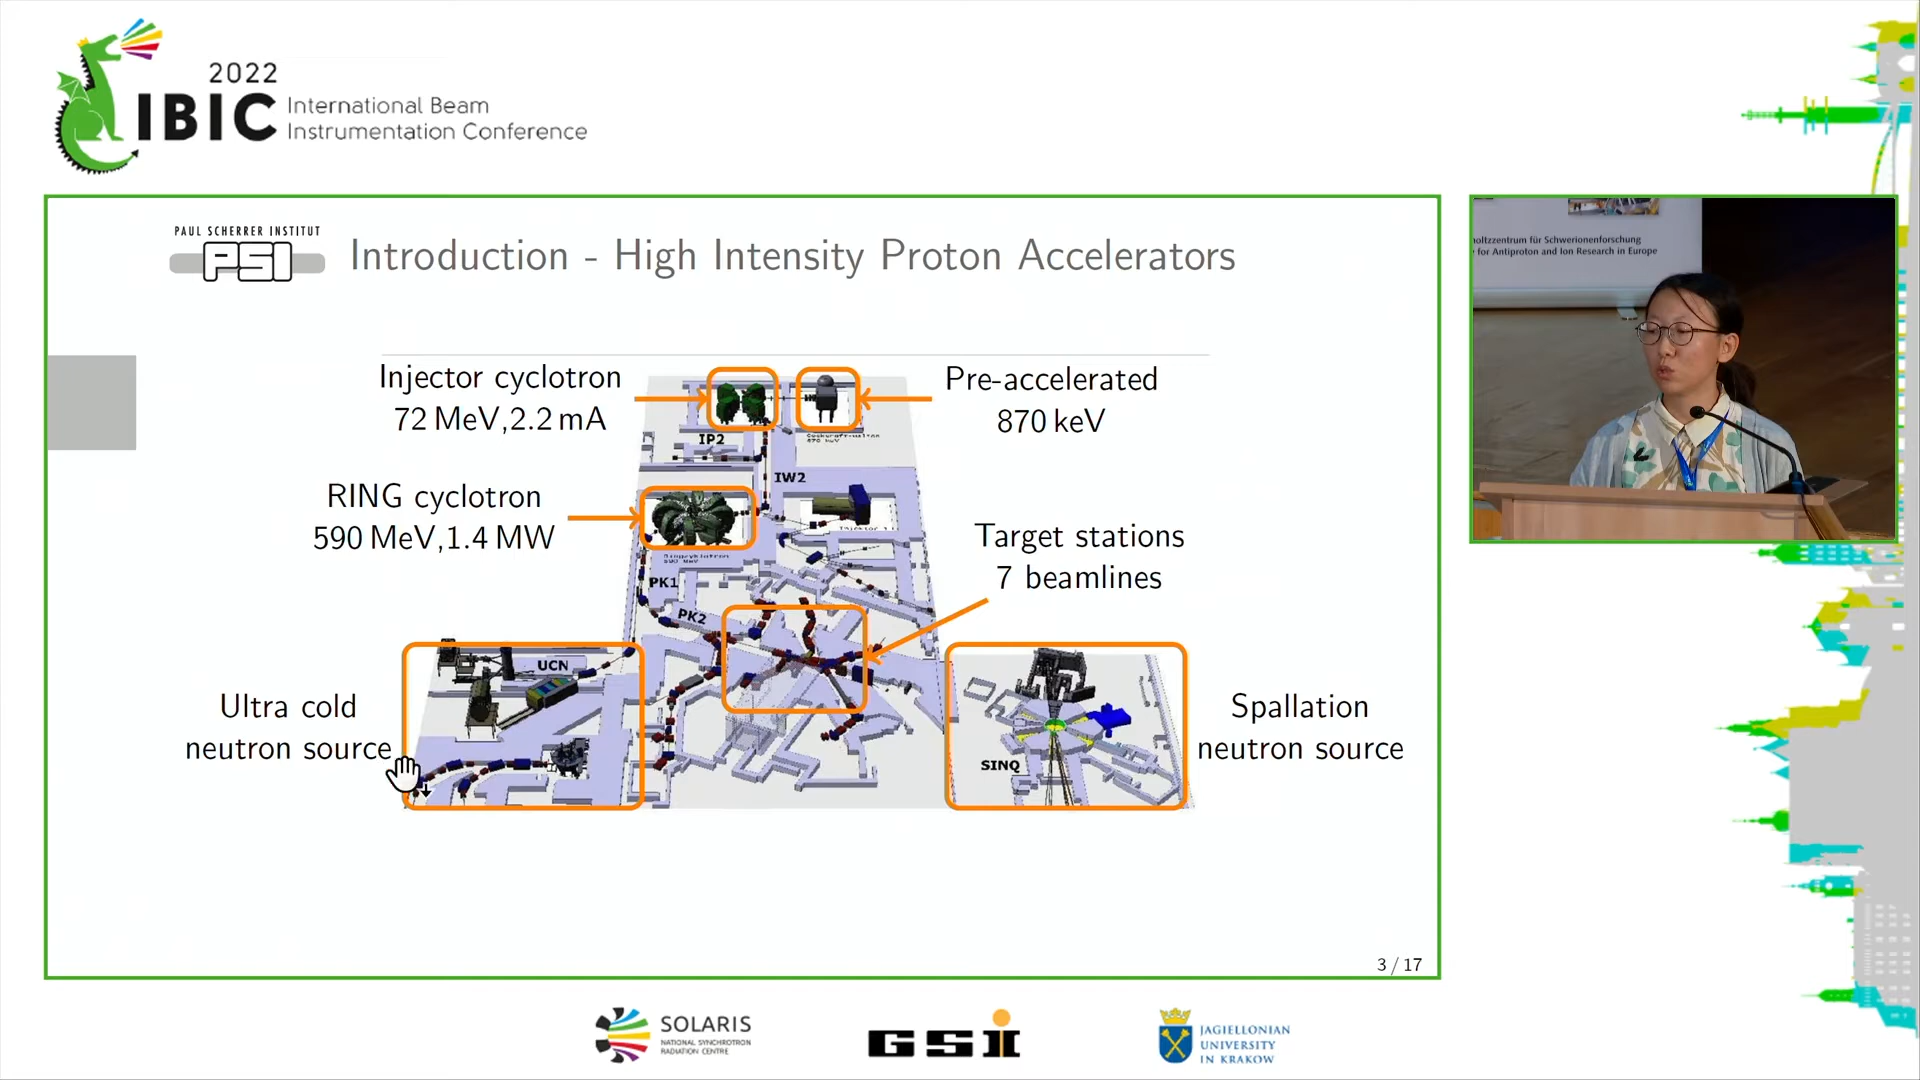 2022
IBIC
International Beam
Instrumentation Conference
PAUL SCHERRER INSTITUT
PSI
Introduction - High Intensity Proton Accelerators
Injector cyclotron
72 MeV,2.2 mA
Pre-accelerated
870 keV
IP2
IW2
RING cyclotron
590 MeV,1.4 MW
Target stations
7 beamlines
PK1
PK2
UCN
Ultra cold
neutron source
SINQ
Spallation
neutron source
3 / 17
oltzzentrum für Schwerionenforschung
for Antiproton and Ion Research in Europe
SOLARIS
NATIONAL SYNCHROTRON
RADIATION CENTRE
GSI
JAGIELLONIAN
UNIVERSITY
IN KRAKOW